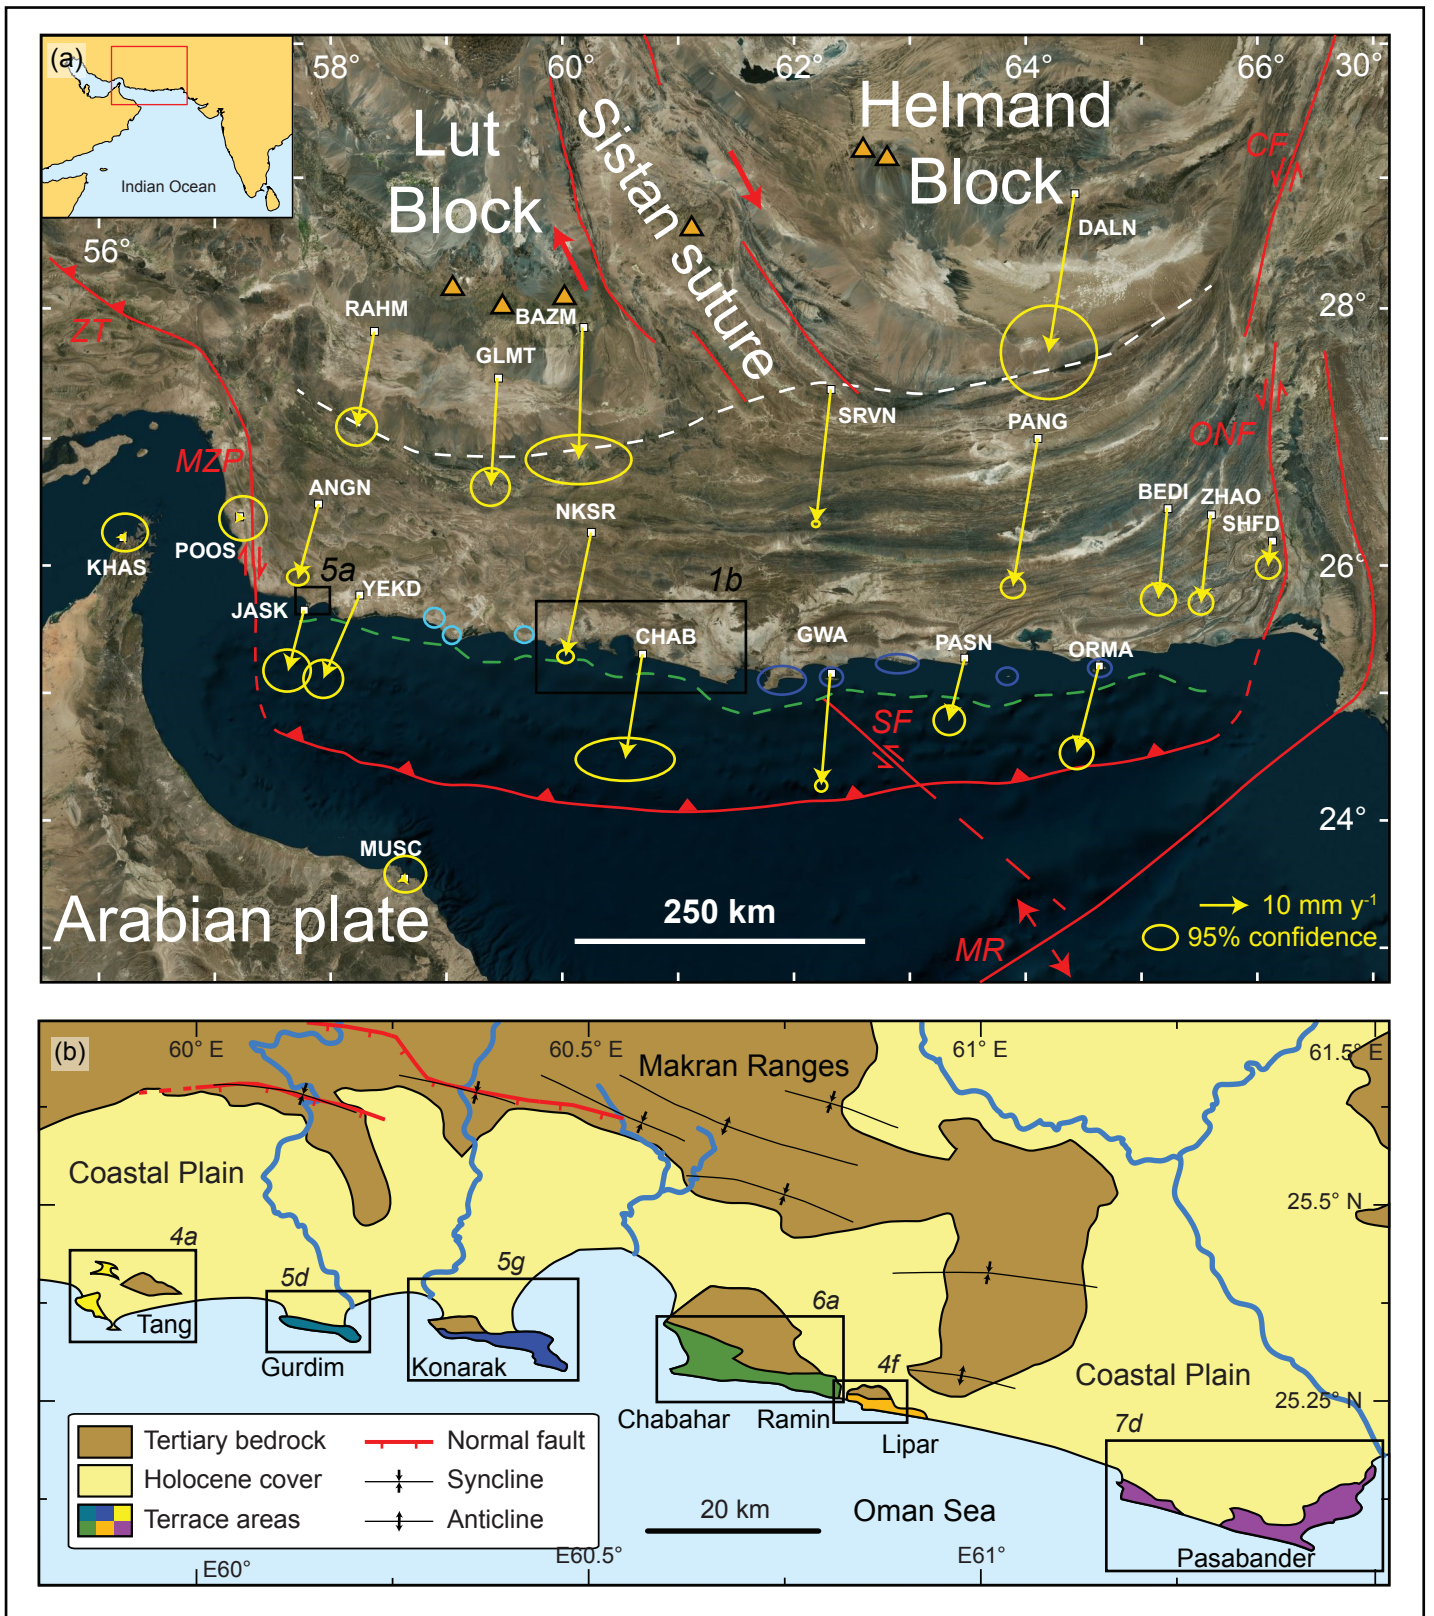 (a)
58°
60°
62°
64°
66°
30°
Indian Ocean
Lut
Block
Sistan suture
Helmand
Block
CF
56°
DALN
28°
RAHM
BAZM
ZT
GLMT
SRVN
PANG
ONF
MZP
ANGN
NKSR
BEDI
ZHAO
SHFD
POOS
KHAS
5a
YEKD
1b
26°
JASK
CHAB
GWA
PASN
ORMA
SF
24°
MUSC
Arabian plate
250 km
10 mm y-1
95% confidence
MR
(b)
60° E
60.5° E
61° E
61.5° E
Makran Ranges
Coastal Plain
25.5° N
4a
5d
5g
6a
Tang
Gurdim
Konarak
4f
Coastal Plain
25.25° N
Chabahar
Ramin
Lipar
7d
Tertiary bedrock
Normal fault
Holocene cover
Syncline
Terrace areas
Anticline
20 km
Oman Sea
Pasabander
E60°
E60.5°
E61°